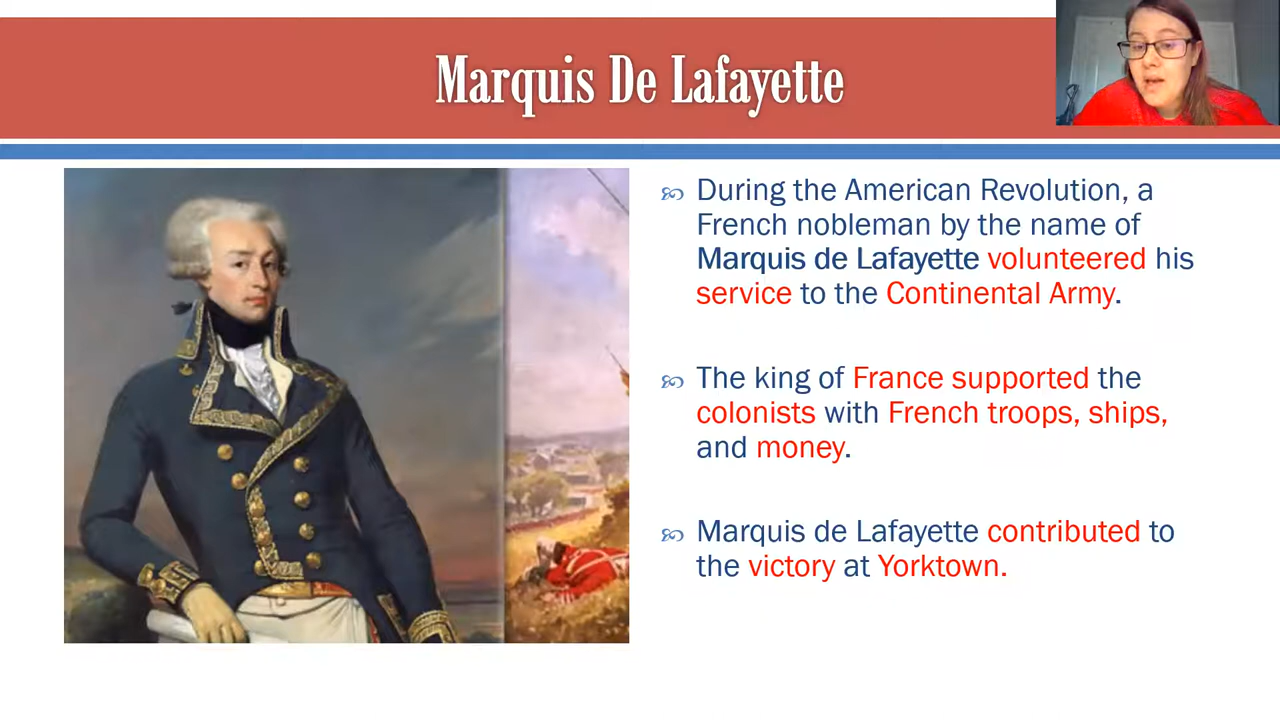 Marquis De Lafayette
During the American Revolution, a
French nobleman by the name of
Marquis de Lafayette volunteered his
service to the Continental Army.
The king of France supported the
colonists with French troops, ships,
and money.
Marquis de Lafayette contributed to
the victory at Yorktown.